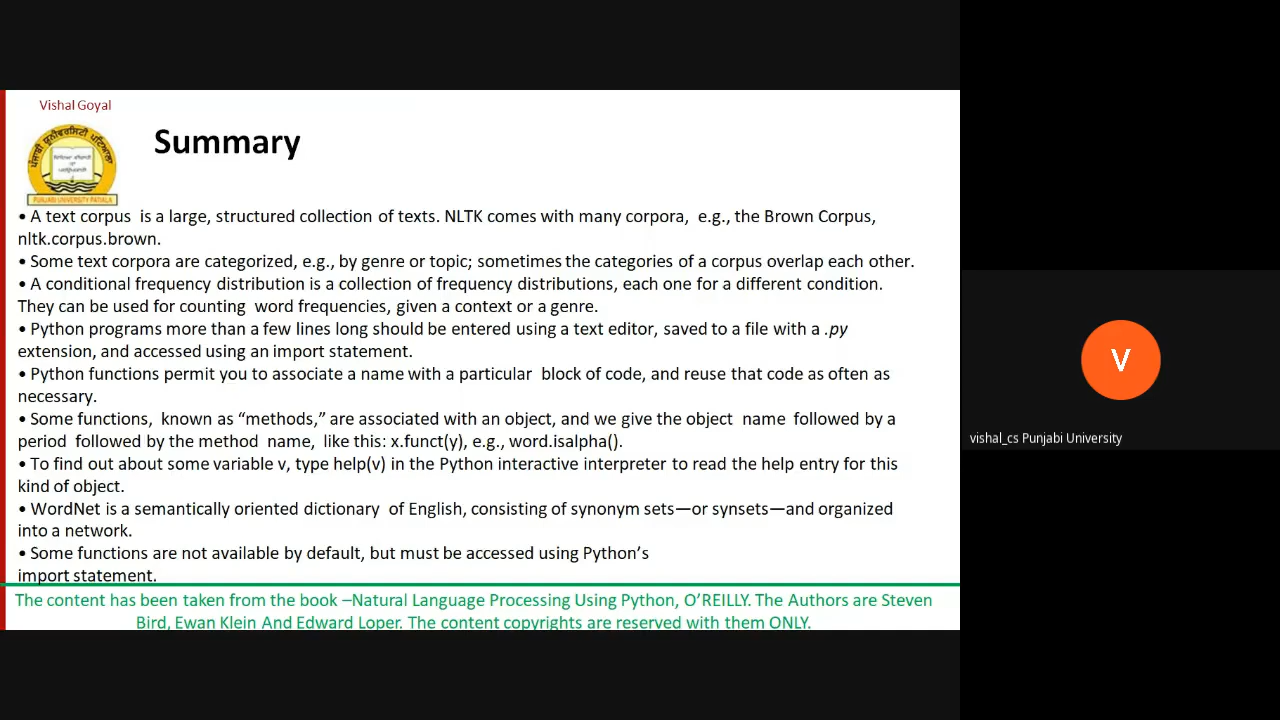 Vishal Goyal
ਪੰਜਾਬੀ ਯੂਨੀਵਰਸਿਟੀ ਪਟਿਆਲਾ
PUNJABI UNIVERSITY PATIALA
Summary
• A text corpus is a large, structured collection of texts. NLTK comes with many corpora, e.g., the Brown Corpus,
nltk.corpus.brown.
• Some text corpora are categorized, e.g., by genre or topic; sometimes the categories of a corpus overlap each other.
• A conditional frequency distribution is a collection of frequency distributions, each one for a different condition.
They can be used for counting word frequencies, given a context or a genre.
• Python programs more than a few lines long should be entered using a text editor, saved to a file with a .py
extension, and accessed using an import statement.
• Python functions permit you to associate a name with a particular block of code, and reuse that code as often as
necessary.
• Some functions, known as “methods,” are associated with an object, and we give the object name followed by a
period followed by the method name, like this: x.funct(y), e.g., word.isalpha().
• To find out about some variable v, type help(v) in the Python interactive interpreter to read the help entry for this
kind of object.
• WordNet is a semantically oriented dictionary of English, consisting of synonym sets—or synsets—and organized
into a network.
• Some functions are not available by default, but must be accessed using Python’s
import statement.
The content has been taken from the book –Natural Language Processing Using Python, O’REILLY. The Authors are Steven
Bird, Ewan Klein And Edward Loper. The content copyrights are reserved with them ONLY.
V
vishal_cs Punjabi University